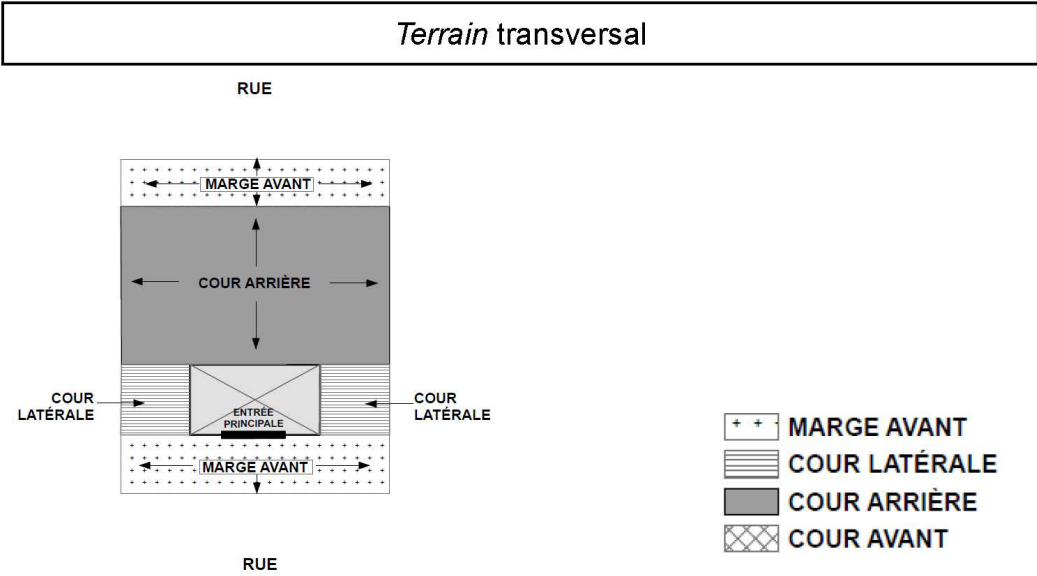 Terrain transversal
RUE
MARGE AVANT
COUR ARRIÈRE
COUR
LATÉRALE
ENTRÉE
PRINCIPALE
COUR
LATÉRALE
MARGE AVANT
RUE
MARGE AVANT
COUR LATÉRALE
COUR ARRIÈRE
COUR AVANT